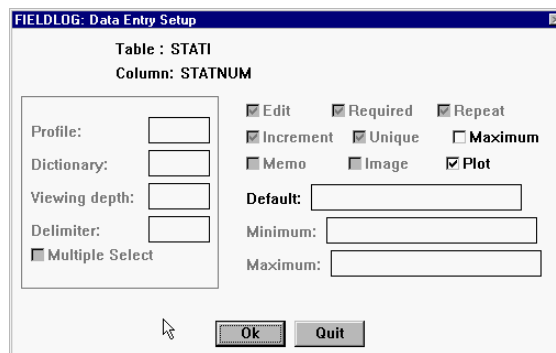 FIELDLOG: Data Entry Setup
Table : STATI
Column: STATNUM
Edit Required Repeat
Profile:
Increment Unique Maximum
Dictionary:
Memo Image Plot
Viewing depth:
Default:
Delimiter:
Minimum:
Multiple Select
Maximum:
Ok Quit